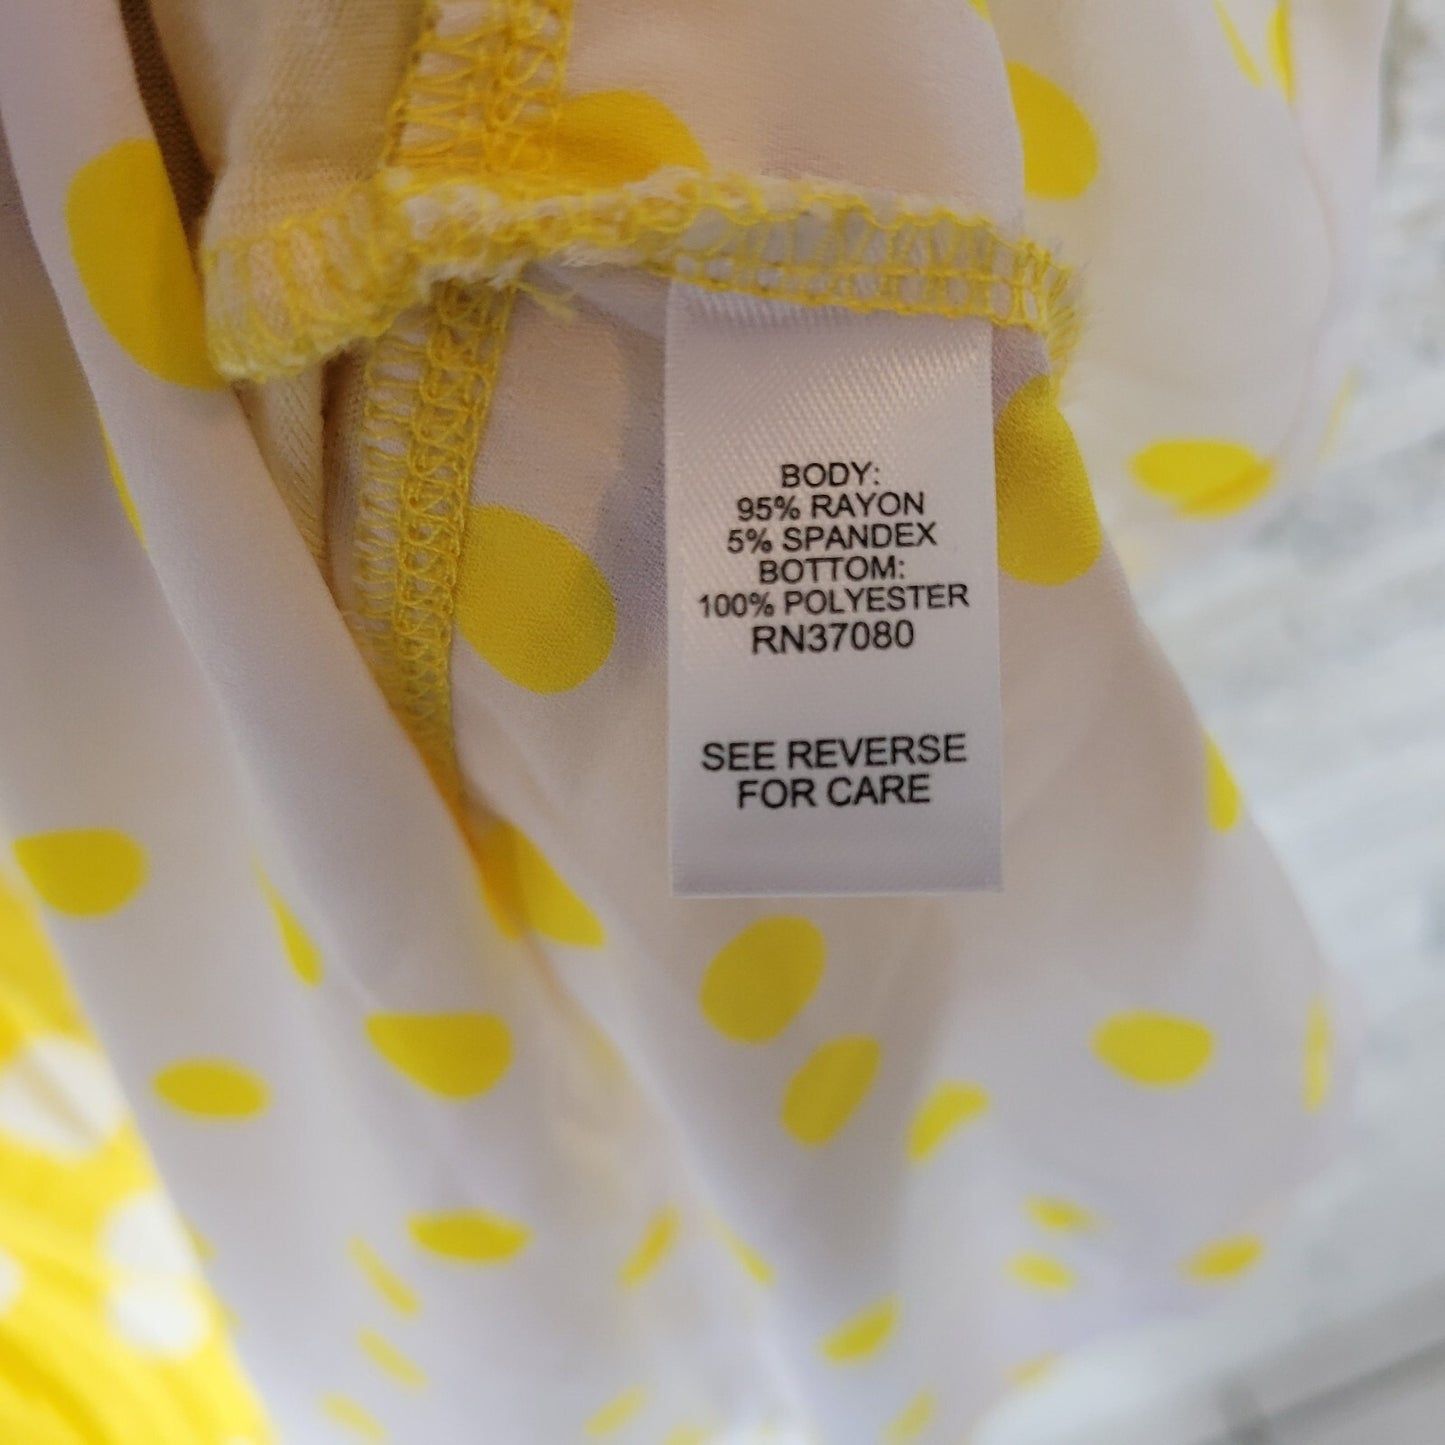 BODY:
95% RAYON
5% SPANDEX
BOTTOM:
100% POLYESTER
RN37080
SEE REVERSE
FOR CARE